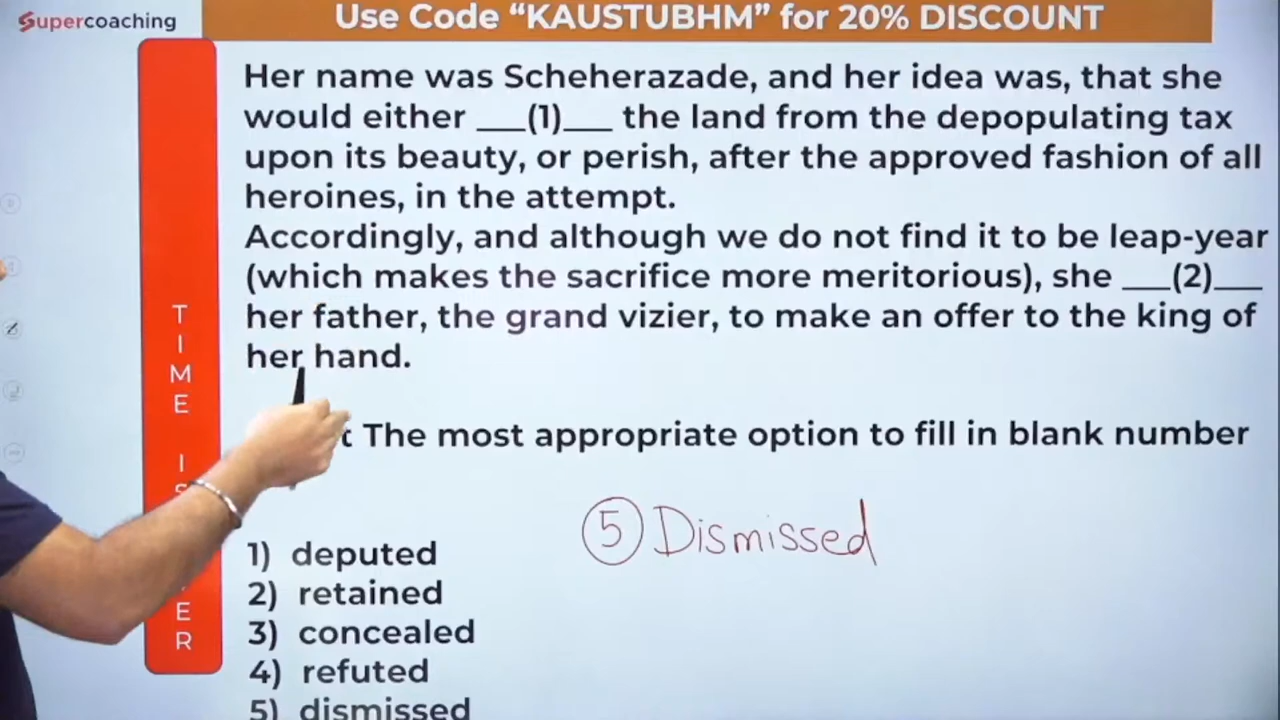 Supercoaching
Use Code “KAUSTUBHM” for 20% DISCOUNT
Her name was Scheherazade, and her idea was, that she
would either ___(1)___ the land from the depopulating tax
upon its beauty, or perish, after the approved fashion of all
heroines, in the attempt.
Accordingly, and although we do not find it to be leap-year
(which makes the sacrifice more meritorious), she ___(2)___
her father, the grand vizier, to make an offer to the king of
her hand.
The most appropriate option to fill in blank number
5 Dismissed
1) deputed
2) retained
3) concealed
4) refuted
5) dismissed
TIME